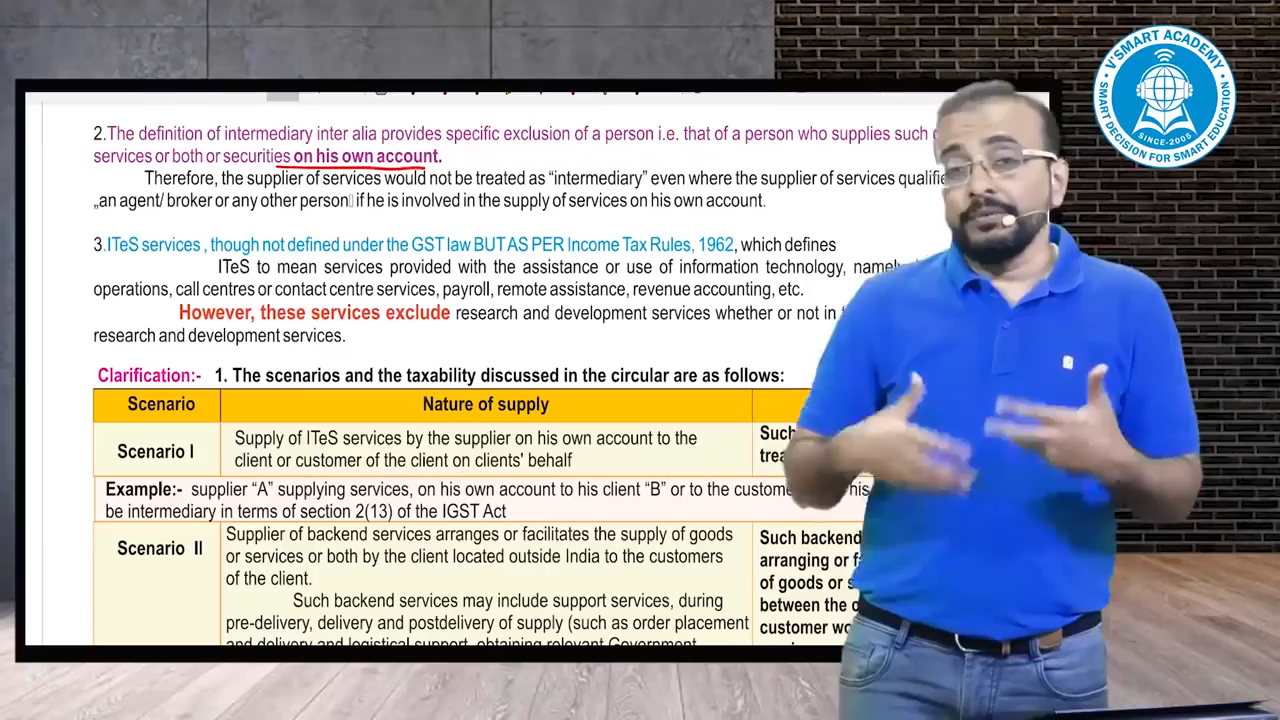 2.The definition of intermediary inter alia provides specific exclusion of a person i.e. that of a person who supplies such
services or both or securities on his own account.
Therefore, the supplier of services would not be treated as “intermediary” even where the supplier of services
„an agent/ broker or any other person if he is involved in the supply of services on his own account.
3.ITeS services , though not defined under the GST law BUT AS PER Income Tax Rules, 1962, which defines
ITeS to mean services provided with the assistance or use of information technology,
operations, call centres or contact centre services, payroll, remote assistance, revenue accounting, etc.
However, these services exclude research and development services whether or not in
research and development services.
Clarification:- 1. The scenarios and the taxability discussed in the circular are as follows:
Scenario Nature of supply
Scenario I
Supply of ITeS services by the supplier on his own account to the
client or customer of the client on clients' behalf
Such
Example:- supplier “A” supplying services, on his own account to his client “B” or to the
be intermediary in terms of section 2(13) of the IGST Act
Scenario II
Supplier of backend services arranges or facilitates the supply of goods
or services or both by the client located outside India to the customers
of the client.
Such backend services may include support services, during
pre-delivery, delivery and postdelivery of supply (such as order placement
and delivery and logistical support, obtaining relevant Government
Such backend
arranging or
of goods or
between the
customer
V'SMART ACADEMY
SINCE-2005
SMART DECISION FOR SMART EDUCATION